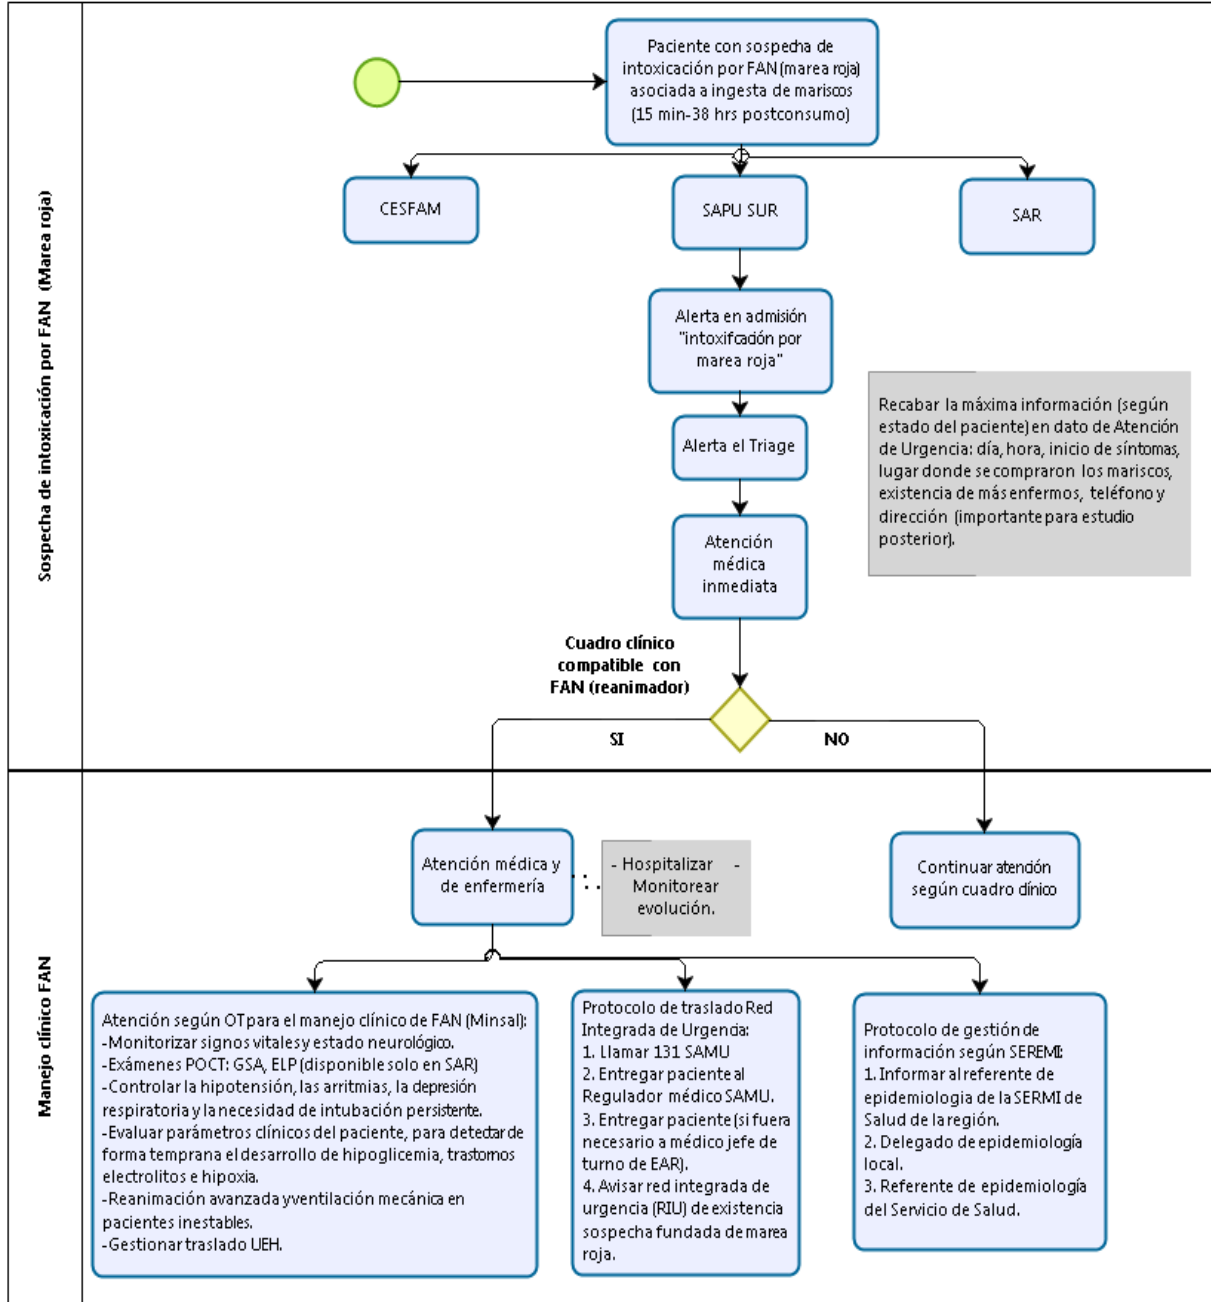 Sospecha de intoxicación por FAN (Marea roja)
Paciente con sospecha de
intoxicación por FAN (marea roja)
asociada a ingesta de mariscos
(15 min-38 hrs postconsumo)
CESFAM
SAPU SUR
SAR
Alerta en admisión
"intoxifcación por
marea roja"
Alerta el Triage
Recabar la máxima información (según
estado del paciente) en dato de Atención
de Urgencia: día, hora, inicio de síntomas,
lugar donde se compraron los mariscos,
existencia de más enfermos, teléfono y
dirección (importante para estudio
posterior).
Atención
médica
inmediata
Cuadro clínico
compatible con
FAN (reanimador)
SI
NO
Manejo clínico FAN
Atención médica y
de enfermería
- Hospitalizar -
Monitorear
evolución.
Continuar atención
según cuadro clínico
Atención según OT para el manejo clínico de FAN (Minsal):
-Monitorizar signos vitales y estado neurológico.
-Exámenes POCT: GSA, ELP (disponible solo en SAR)
-Controlar la hipotensión, las arritmias, la depresión
respiratoria y la necesidad de intubación persistente.
-Evaluar parámetros clínicos del paciente, para detectar de
forma temprana el desarrollo de hipoglicemia, trastornos
electrolitos e hipoxia.
-Reanimación avanzada y ventilación mecánica en
pacientes inestables.
-Gestionar traslado UEH.
Protocolo de traslado Red
Integrada de Urgencia:
1. Llamar 131 SAMU
2. Entregar paciente al
Regulador médico SAMU.
3. Entregar paciente (si fuera
necesario a médico jefe de
turno de EAR).
4. Avisar red integrada de
urgencia (RIU) de existencia
sospecha fundada de marea
roja.
Protocolo de gestión de
información según SEREMI:
1. Informar al referente de
epidemiologia de la SERMI de
Salud de la región.
2. Delegado de epidemiología
local.
3. Referente de epidemiología
del Servicio de Salud.